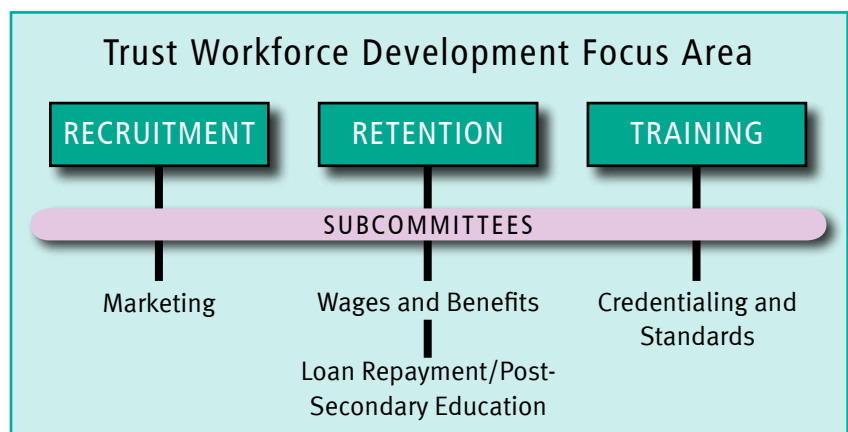 Trust Workforce Development Focus Area
RECRUITMENT
RETENTION
TRAINING
SUBCOMMITTEES
Marketing
Wages and Benefits
Credentialing and
Standards
Loan Repayment/Post-
Secondary Education